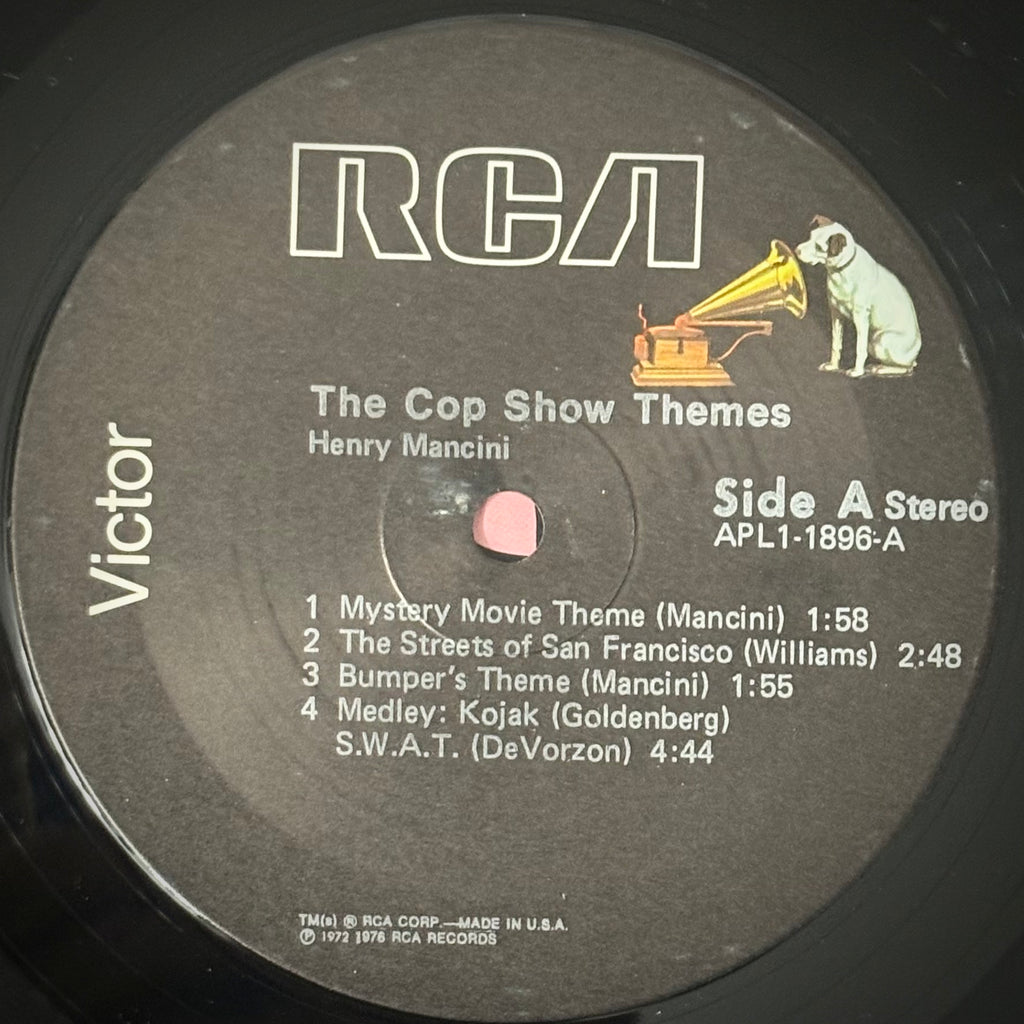 RCA
The Cop Show Themes
Henry Mancini
Victor
Side A Stereo
APL1-1896-A
1 Mystery Movie Theme (Mancini) 1:58
2 The Streets of San Francisco (Williams) 2:48
3 Bumper's Theme (Mancini) 1:55
4 Medley: Kojak (Goldenberg)
S.W.A.T. (DeVorzon) 4:44
TM(s) ® RCA CORP.—MADE IN U.S.A.
℗ 1972 1976 RCA RECORDS